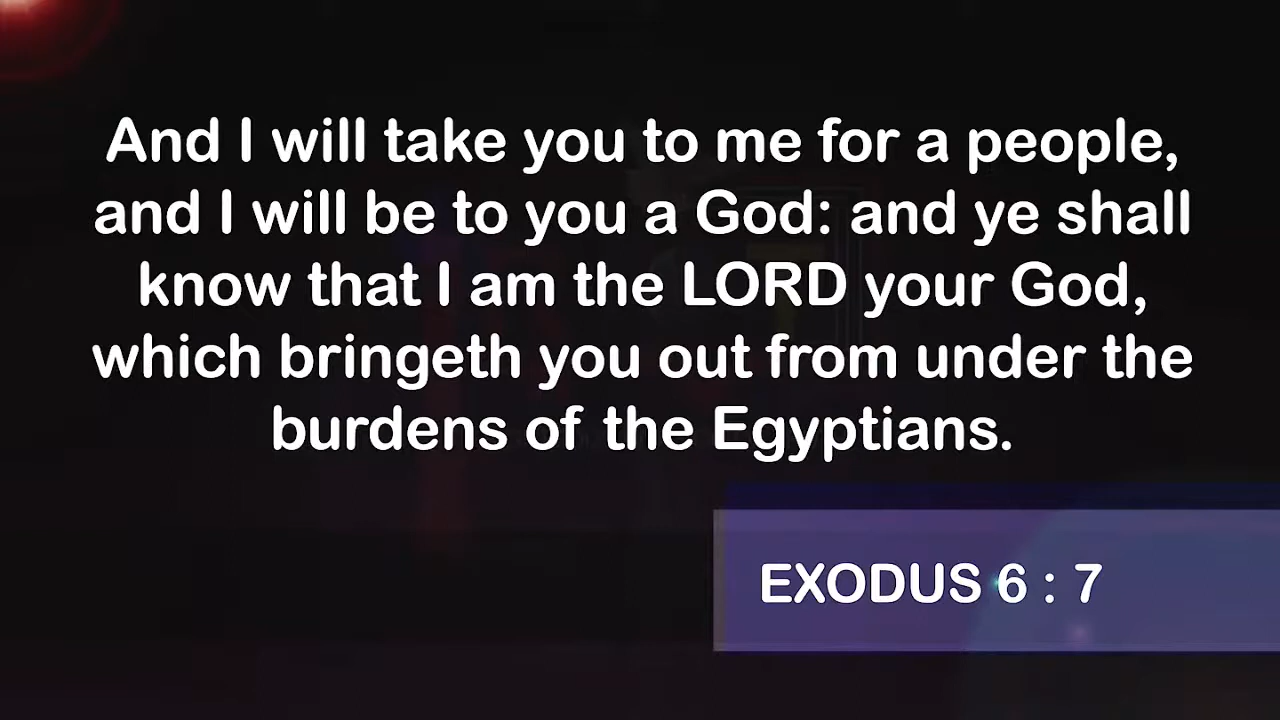 And I will take you to me for a people,
and I will be to you a God: and ye shall
know that I am the LORD your God,
which bringeth you out from under the
burdens of the Egyptians.
EXODUS 6 : 7